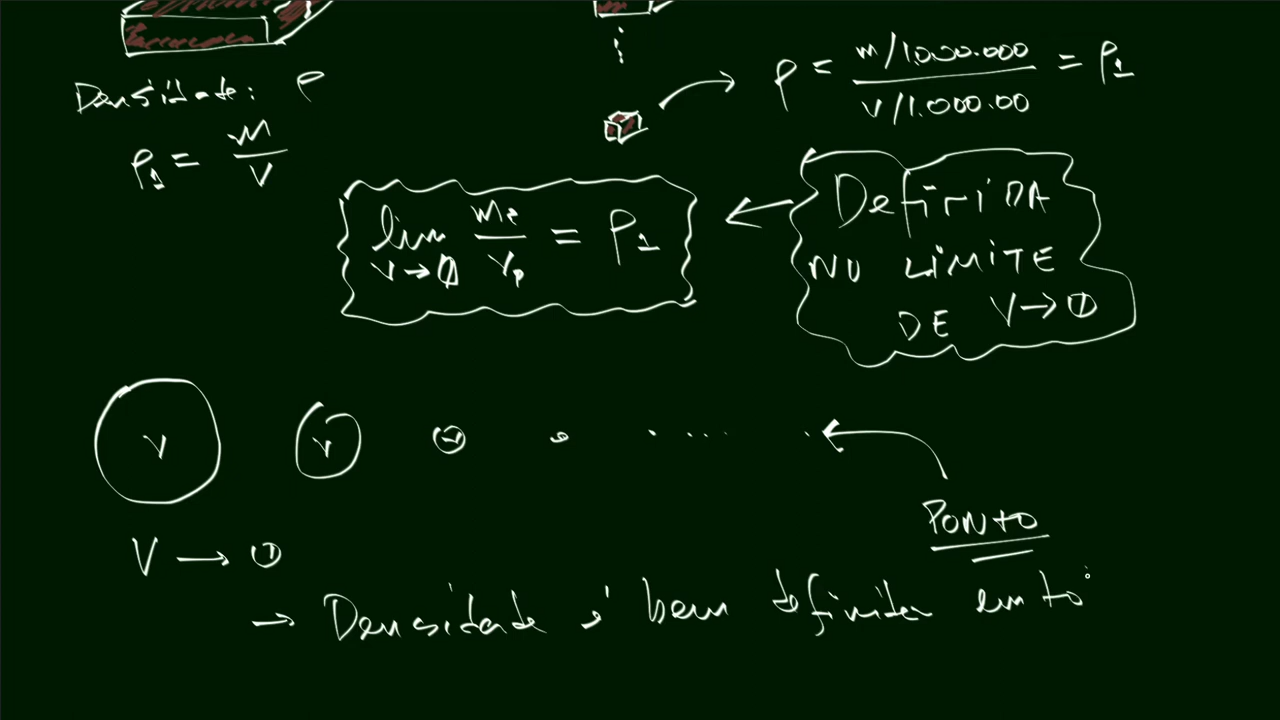 Densidade: ρ
ρ₁ = m/V
ρ = (m/1.000.000)/(V/1.000.00) = ρ₁
lim V→0 mₚ/Vₚ = ρ₁
DefiniDA
NO LIMITE
DE V→0
V V V
PONTO
V → 0
→ Densidade é bem definida em to